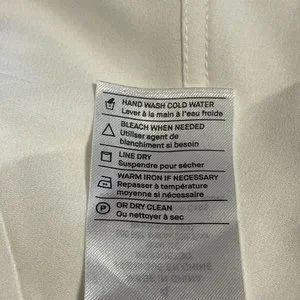 HAND WASH COLD WATER
Laver à la main à l'eau froide
BLEACH WHEN NEEDED
Utiliser agent de
blanchiment si besoin
LINE DRY
Suspendre pour sécher
WARM IRON IF NECESSARY
Repasser à température
moyenne si nécessaire
P
OR DRY CLEAN
Ou nettoyer à sec